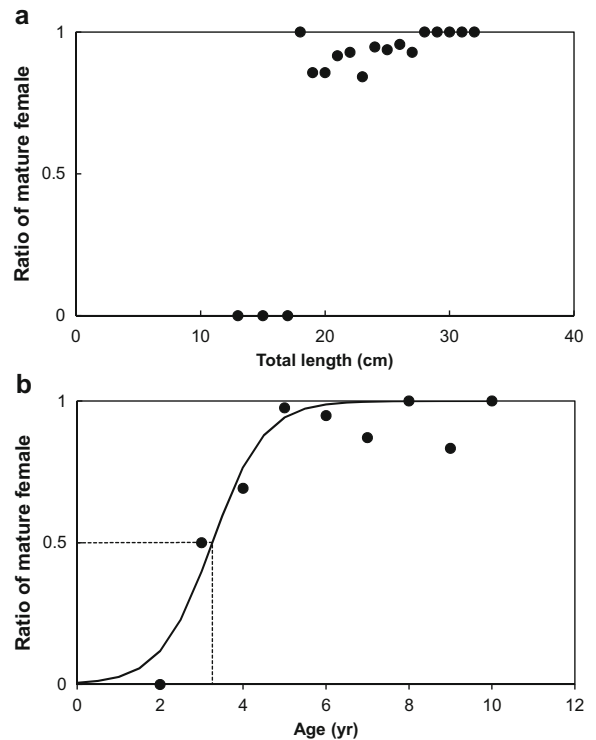 a
Ratio of mature female
1
0.5
0
0 10 20 30 40
Total length (cm)
b
Ratio of mature female
1
0.5
0
0 2 4 6 8 10 12
Age (yr)